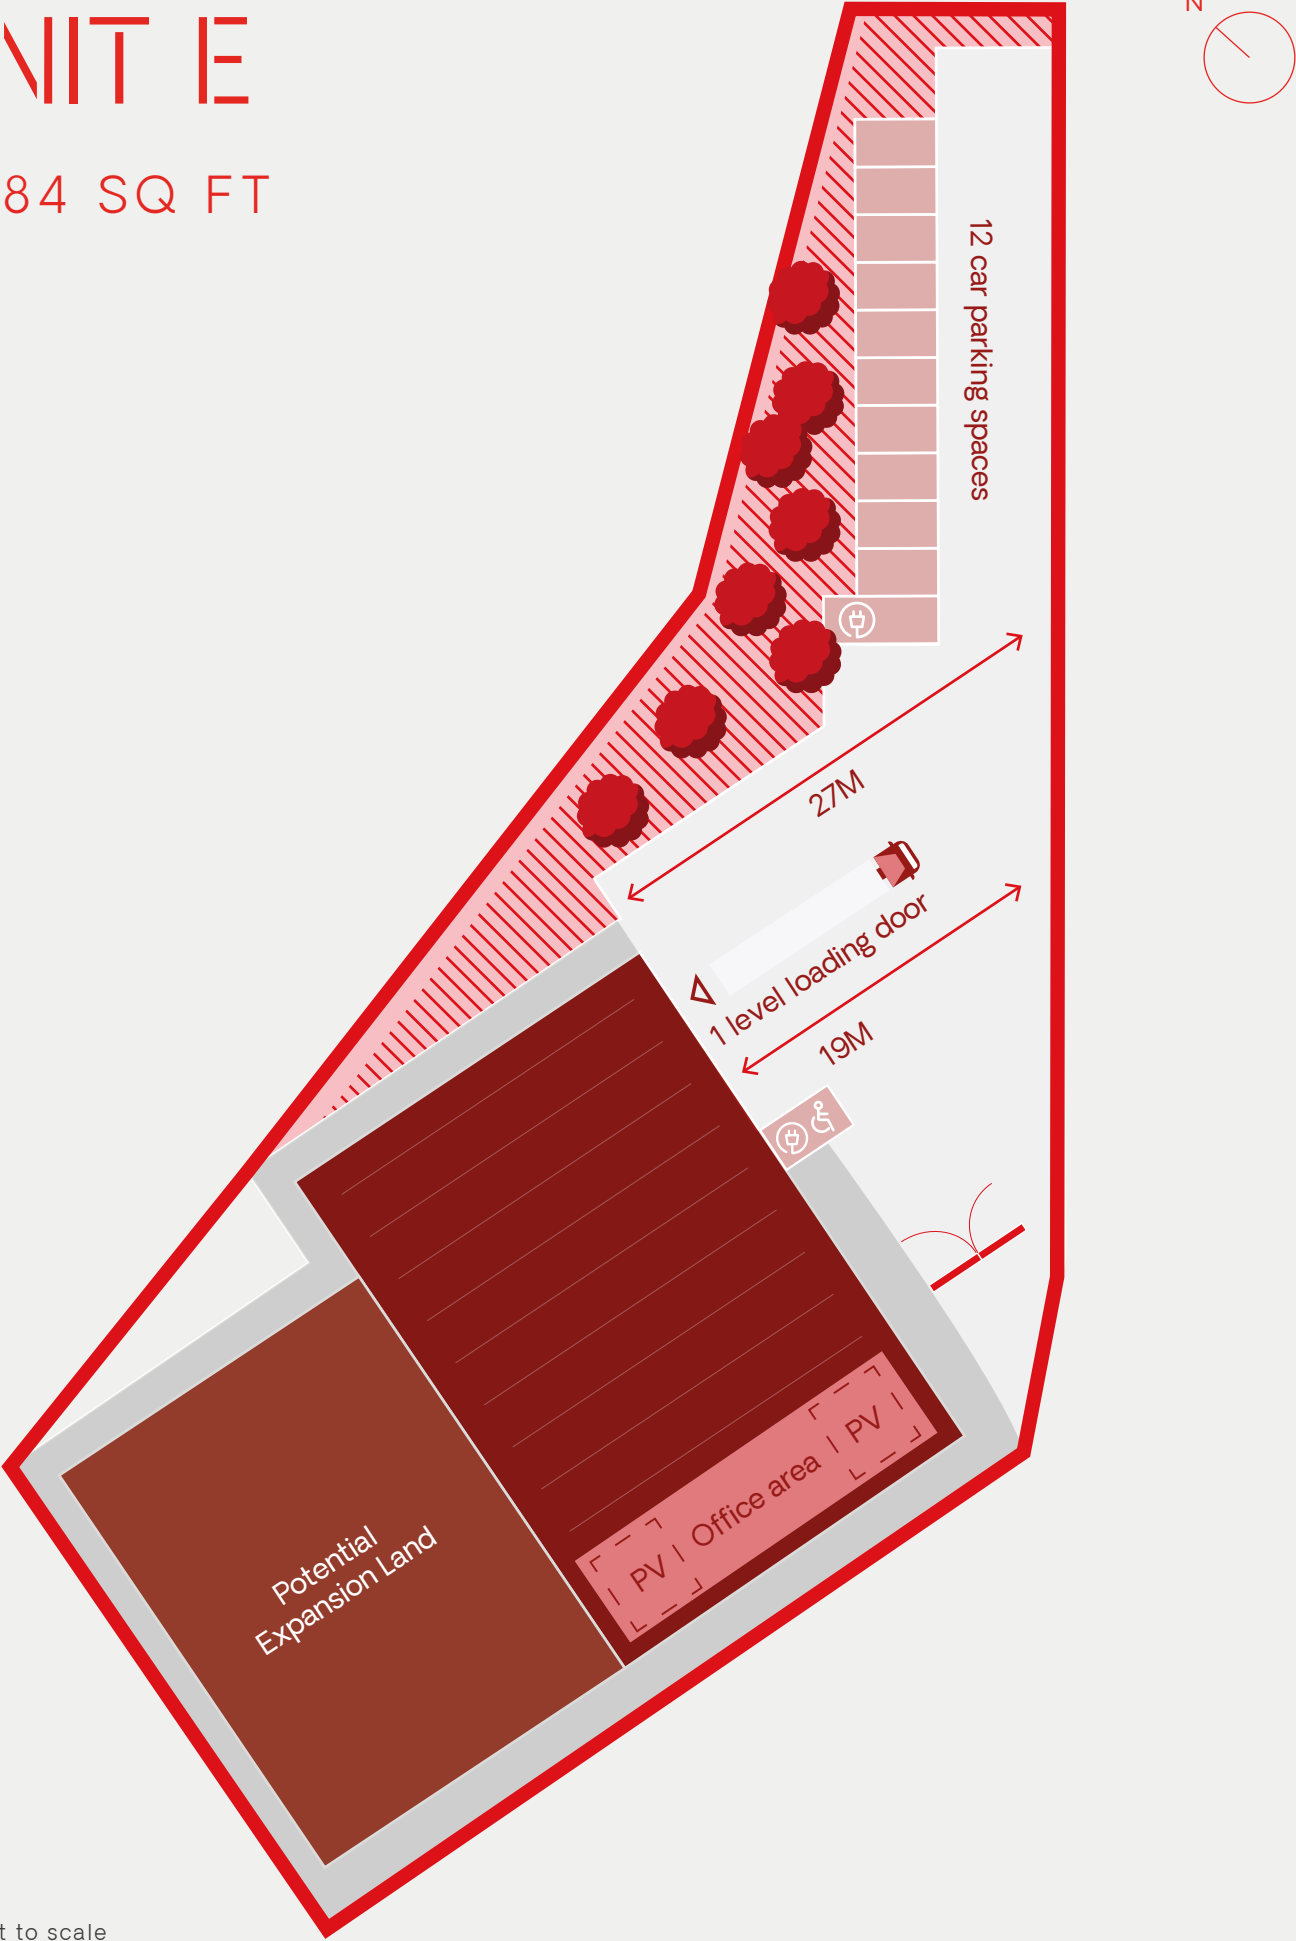 NIT E
84 SQ FT
N
12 car parking spaces
27M
1 level loading door
19M
PV
Office area
PV
Potential
Expansion Land
t to scale